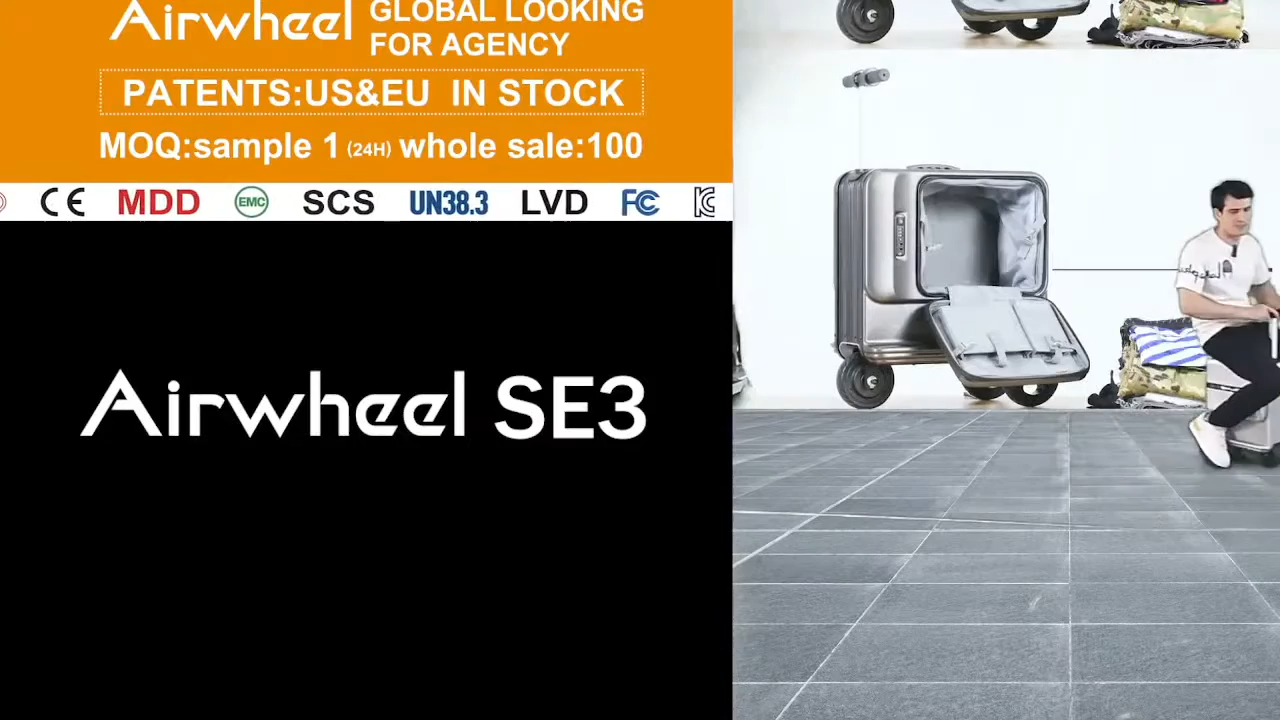 Airwheel
GLOBAL LOOKING
FOR AGENCY
PATENTS:US&EU IN STOCK
MOQ:sample 1 (24H) whole sale:100
CE MDD EMC SCS UN38.3 LVD FC KC
Airwheel SE3